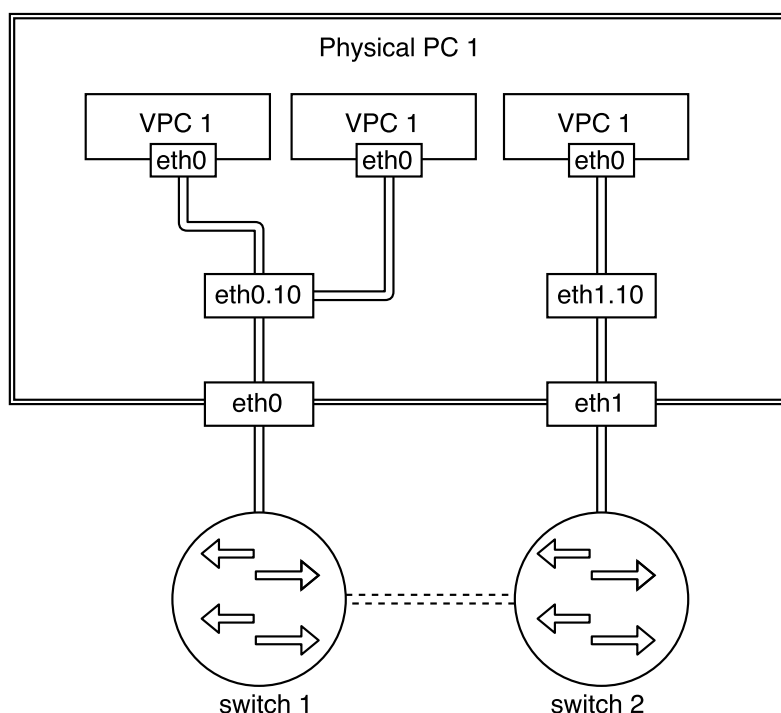 Physical PC 1
VPC 1
VPC 1
VPC 1
eth0
eth0
eth0
eth0.10
eth1.10
eth0
eth1
switch 1
switch 2